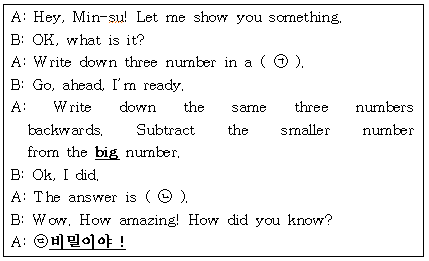 A: Hey, Min-su! Let me show you something.
B: OK, what is it?
A: Write down three number in a ( ㉠ ).
B: Go, ahead, I'm ready.
A: Write down the same three numbers
backwards. Subtract the smaller number
from the big number.
B: Ok, I did.
A: The answer is ( ㉡ ).
B: Wow. How amazing! How did you know?
A: ㉢비밀이야 !